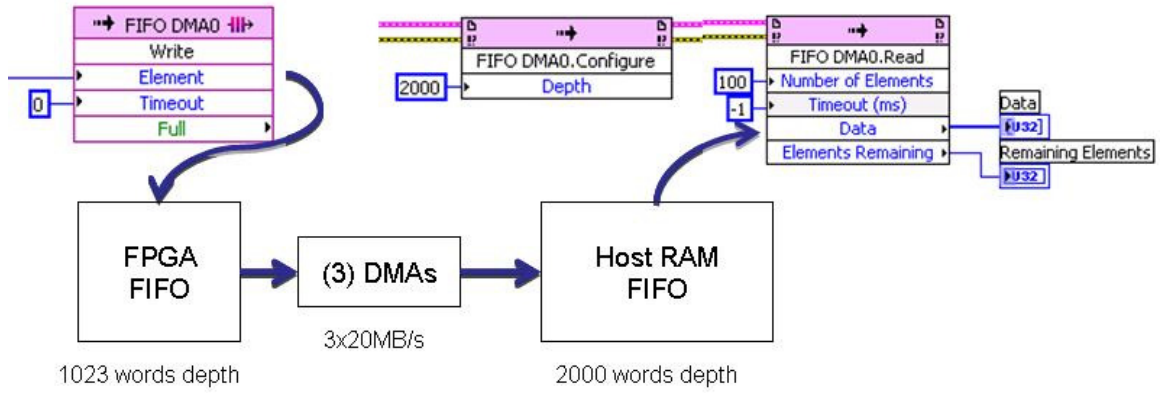 FIFO DMA0
Write
Element
0
Timeout
Full
FIFO DMA0.Configure
2000
Depth
FIFO DMA0.Read
100
Number of Elements
-1
Timeout (ms)
Data
Elements Remaining
Data
U32
Remaining Elements
U32
FPGA
FIFO
1023 words depth
(3) DMAs
3x20MB/s
Host RAM
FIFO
2000 words depth